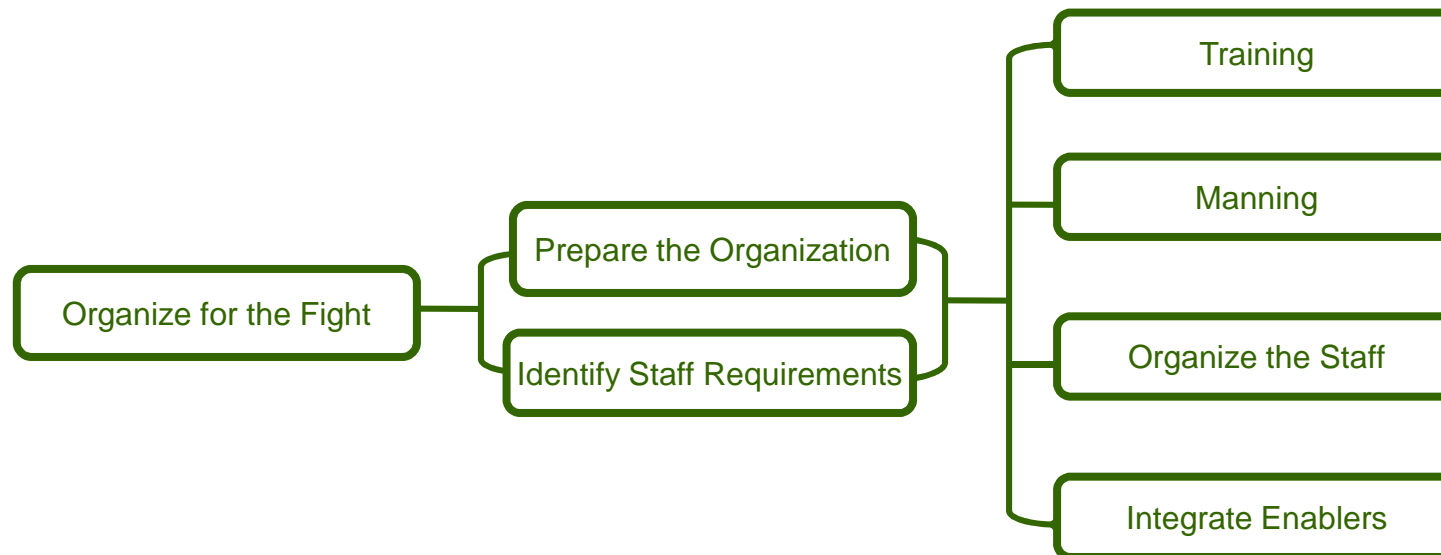 Organize for the Fight
Prepare the Organization
Identify Staff Requirements
Training
Manning
Organize the Staff
Integrate Enablers